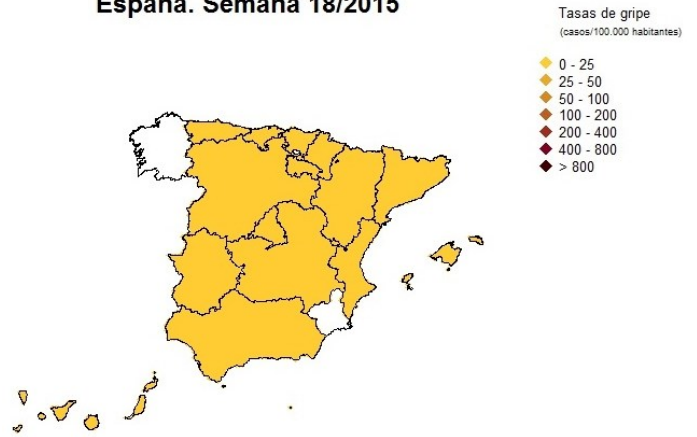 España. Semana 18/2015
Tasas de gripe
(casos/100.000 habitantes)
0 - 25
25 - 50
50 - 100
100 - 200
200 - 400
400 - 800
> 800